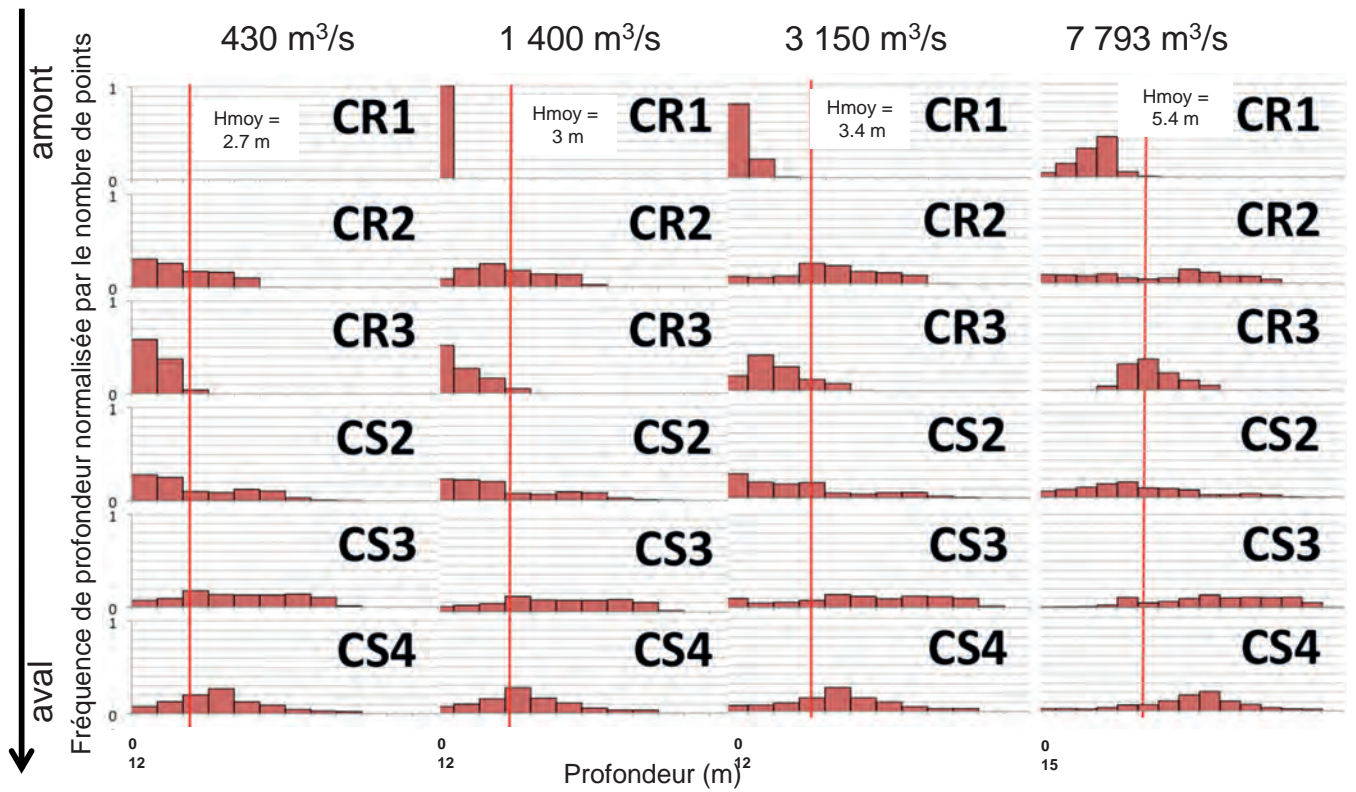 430 m³/s 1 400 m³/s 3 150 m³/s 7 793 m³/s
amont
aval
Fréquence de profondeur normalisée par le nombre de points
1
Hmoy =
2.7 m
CR1
Hmoy =
3 m
CR1
Hmoy =
3.4 m
CR1
Hmoy =
5.4 m
CR1
0
1
CR2 CR2 CR2 CR2
0
1
CR3 CR3 CR3 CR3
0
1
CS2 CS2 CS2 CS2
0
1
CS3 CS3 CS3 CS3
0
1
CS4 CS4 CS4 CS4
0
0 0 0 0
12 12 12 15
Profondeur (m)